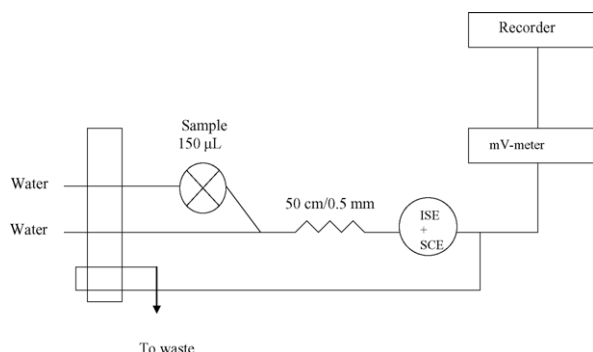 Recorder
mV-meter
Sample
150 µL
Water
50 cm/0.5 mm
ISE
+
SCE
Water
To waste